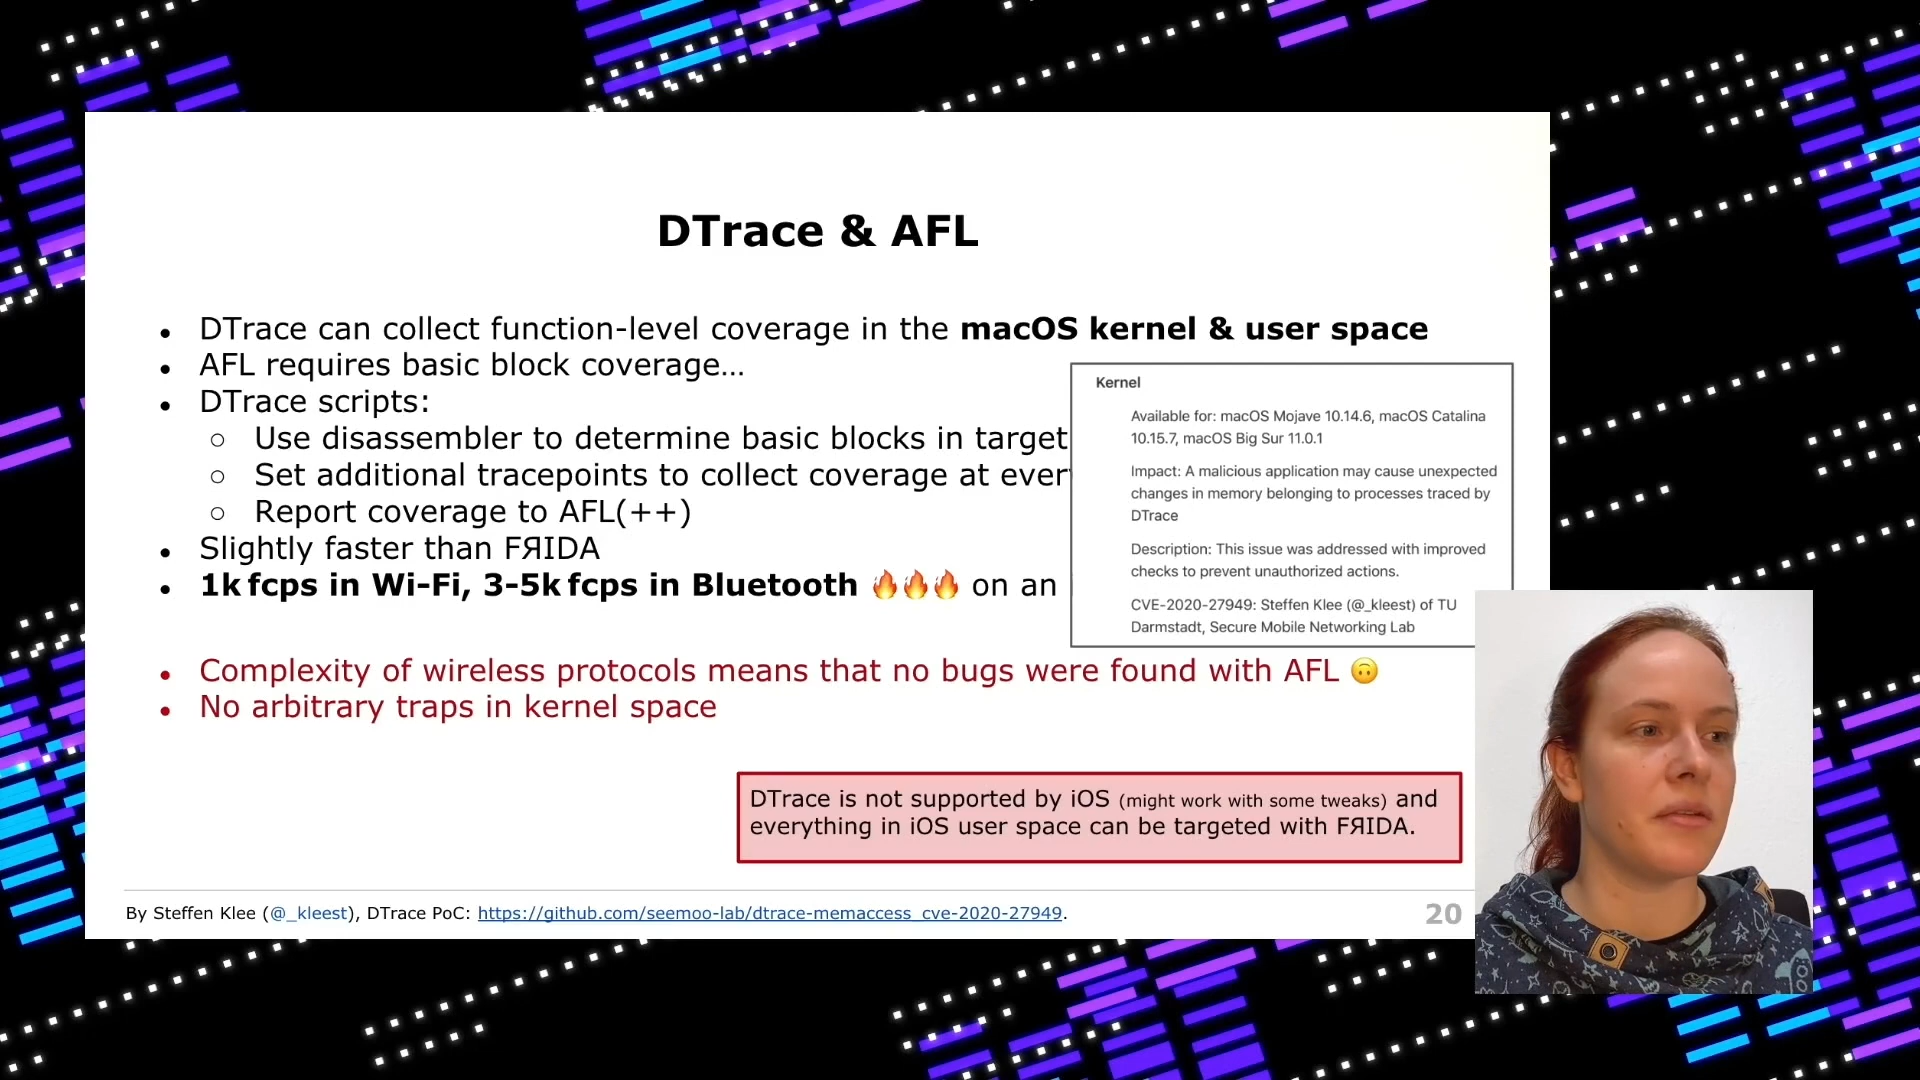 DTrace & AFL
• DTrace can collect function-level coverage in the macOS kernel & user space
• AFL requires basic block coverage…
• DTrace scripts:
○ Use disassembler to determine basic blocks in target
○ Set additional tracepoints to collect coverage at ever
○ Report coverage to AFL(++)
• Slightly faster than FЯIDA
• 1k fcps in Wi-Fi, 3-5k fcps in Bluetooth 🔥🔥🔥 on an
Kernel
Available for: macOS Mojave 10.14.6, macOS Catalina
10.15.7, macOS Big Sur 11.0.1
Impact: A malicious application may cause unexpected
changes in memory belonging to processes traced by
DTrace
Description: This issue was addressed with improved
checks to prevent unauthorized actions.
CVE-2020-27949: Steffen Klee (@_kleest) of TU
Darmstadt, Secure Mobile Networking Lab
• Complexity of wireless protocols means that no bugs were found with AFL 🙃
• No arbitrary traps in kernel space
DTrace is not supported by iOS (might work with some tweaks) and
everything in iOS user space can be targeted with FЯIDA.
By Steffen Klee (@_kleest), DTrace PoC: https://github.com/seemoo-lab/dtrace-memaccess_cve-2020-27949.
20